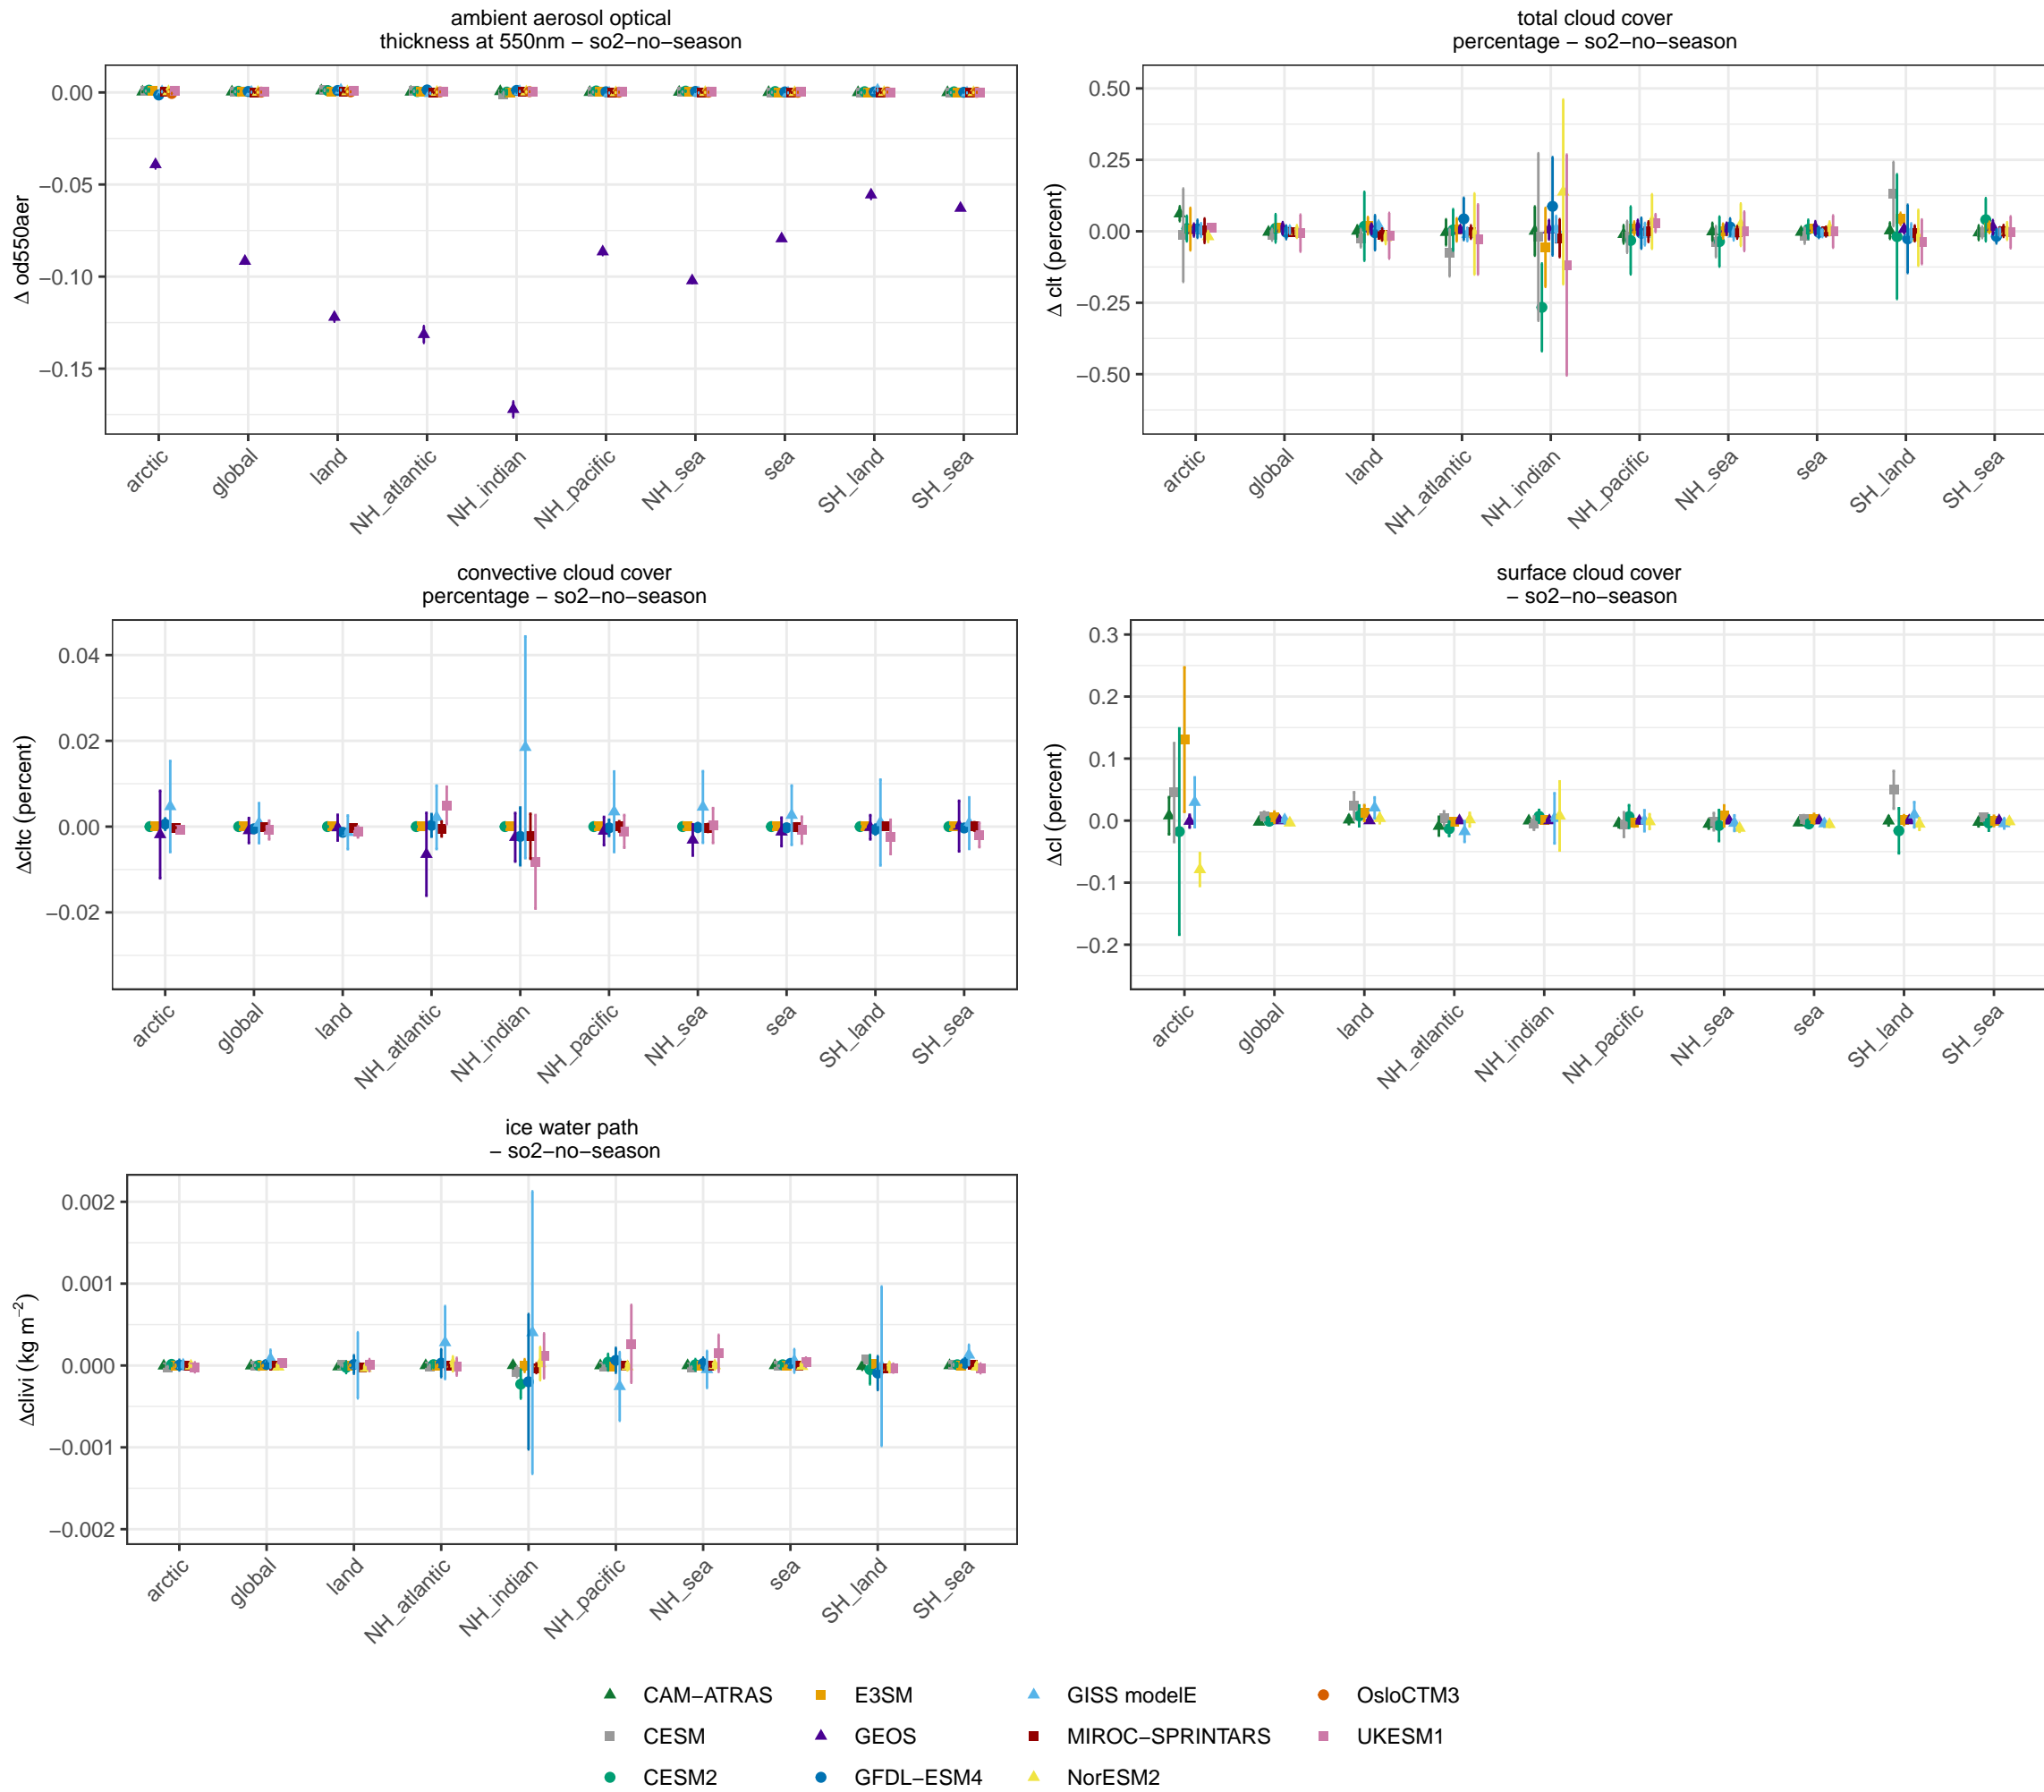 ambient aerosol optical
thickness at 550nm − so2−no−season
0.00
−0.05
−0.10
−0.15
Δ od550aer
arctic
global
land
NH_atlantic
NH_indian
NH_pacific
NH_sea
sea
SH_land
SH_sea
total cloud cover
percentage − so2−no−season
0.50
0.25
0.00
−0.25
−0.50
Δ clt (percent)
arctic
global
land
NH_atlantic
NH_indian
NH_pacific
NH_sea
sea
SH_land
SH_sea
convective cloud cover
percentage − so2−no−season
0.04
0.02
0.00
−0.02
Δcltc (percent)
arctic
global
land
NH_atlantic
NH_indian
NH_pacific
NH_sea
sea
SH_land
SH_sea
surface cloud cover
− so2−no−season
0.3
0.2
0.1
0.0
−0.1
−0.2
Δcl (percent)
arctic
global
land
NH_atlantic
NH_indian
NH_pacific
NH_sea
sea
SH_land
SH_sea
ice water path
− so2−no−season
0.002
0.001
0.000
−0.001
−0.002
Δclivi (kg m⁻²)
arctic
global
land
NH_atlantic
NH_indian
NH_pacific
NH_sea
sea
SH_land
SH_sea
CAM−ATRAS E3SM GISS modelE OsloCTM3
CESM GEOS MIROC−SPRINTARS UKESM1
CESM2 GFDL−ESM4 NorESM2